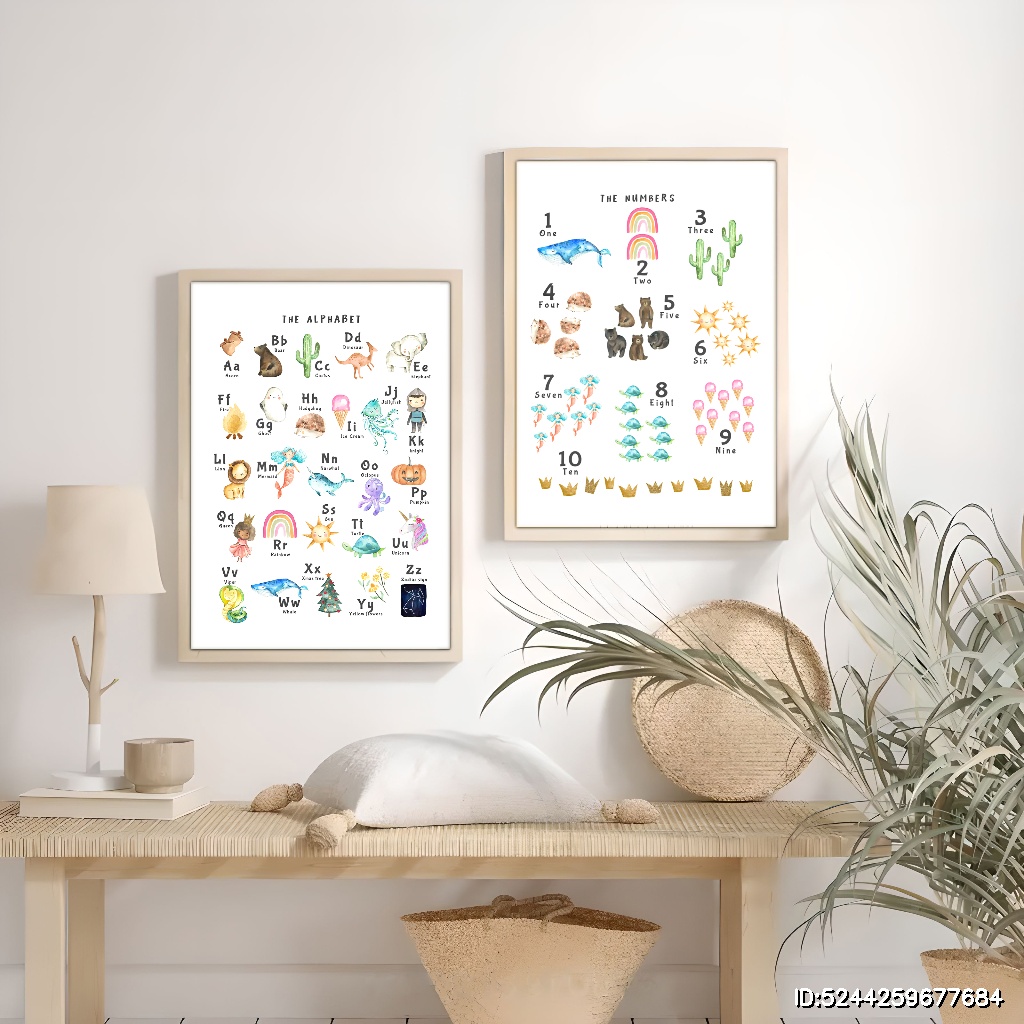 THE ALPHABET
Aa
Bb
Bear
Cc
Cactus
Dd
Dinosaur
Ee
Elephant
Ff
Fire
Gg
Ghost
Hh
Hedgehog
Ii
Ice Cream
Jj
Jellyfish
Kk
Knight
Ll
Lion
Mm
Mermaid
Nn
Narwhal
Oo
Octopus
Pp
Pumpkin
Qq
Queen
Rr
Rainbow
Ss
Sun
Tt
Turtle
Uu
Unicorn
Vv
Viper
Ww
Whale
Xx
Xmas tree
Yy
Yellow flowers
Zz
Zodiac sign
THE NUMBERS
1
One
2
Two
3
Three
4
Four
5
Five
6
Six
7
Seven
8
Eight
9
Nine
10
Ten
ID:5244259677684